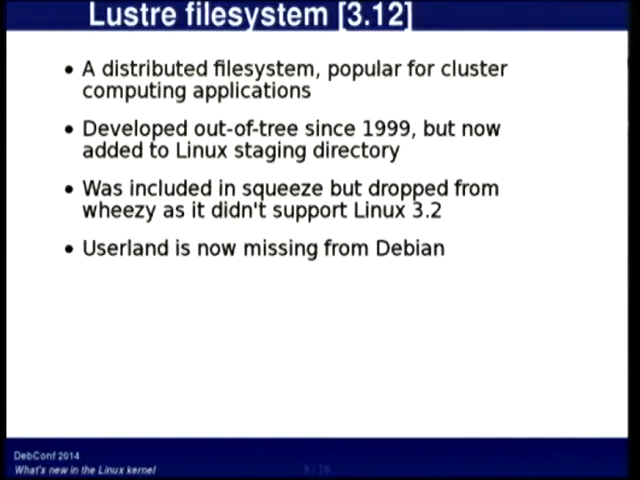 Lustre filesystem [3.12]
• A distributed filesystem, popular for cluster
computing applications
• Developed out-of-tree since 1999, but now
added to Linux staging directory
• Was included in squeeze but dropped from
wheezy as it didn't support Linux 3.2
• Userland is now missing from Debian
DebConf 2014
What's new in the Linux kernel